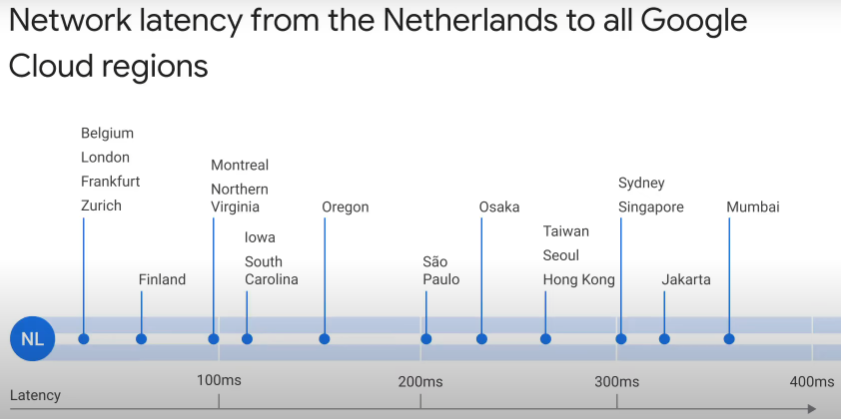 Network latency from the Netherlands to all Google
Cloud regions
Belgium
London
Frankfurt
Zurich
Finland
Montreal
Northern
Virginia
Iowa
South
Carolina
Oregon
São
Paulo
Osaka
Taiwan
Seoul
Hong Kong
Sydney
Singapore
Jakarta
Mumbai
NL
100ms
200ms
300ms
400ms
Latency